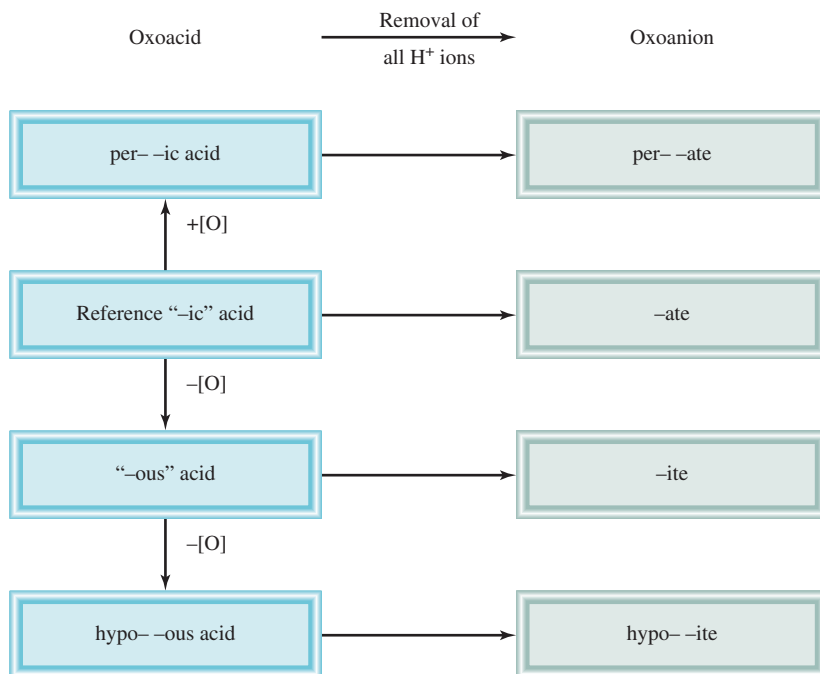 Oxoacid
Removal of
all H⁺ ions
Oxoanion
per– –ic acid
per– –ate
+[O]
Reference “–ic” acid
–ate
–[O]
“–ous” acid
–ite
–[O]
hypo– –ous acid
hypo– –ite